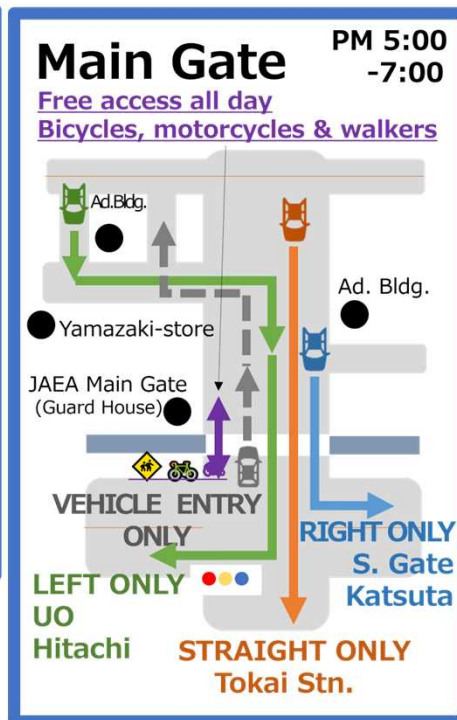 Main Gate
PM 5:00
-7:00
Free access all day
Bicycles, motorcycles & walkers
Ad.Bldg.
Ad. Bldg.
Yamazaki-store
JAEA Main Gate
(Guard House)
VEHICLE ENTRY
ONLY
RIGHT ONLY
S. Gate
Katsuta
LEFT ONLY
UO
Hitachi
STRAIGHT ONLY
Tokai Stn.